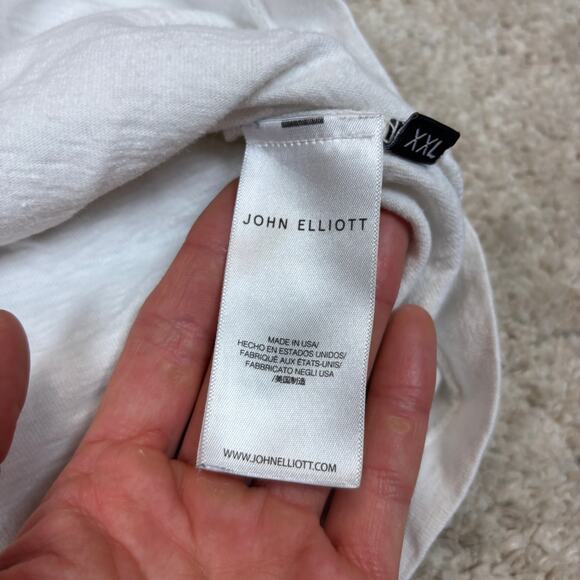 XXL
JOHN ELLIOTT
MADE IN USA/
HECHO EN ESTADOS UNIDOS/
FABRIQUÉ AUX ÉTATS-UNIS/
FABBRICATO NEGLI USA
/美国制造
WWW.JOHNELLIOTT.COM